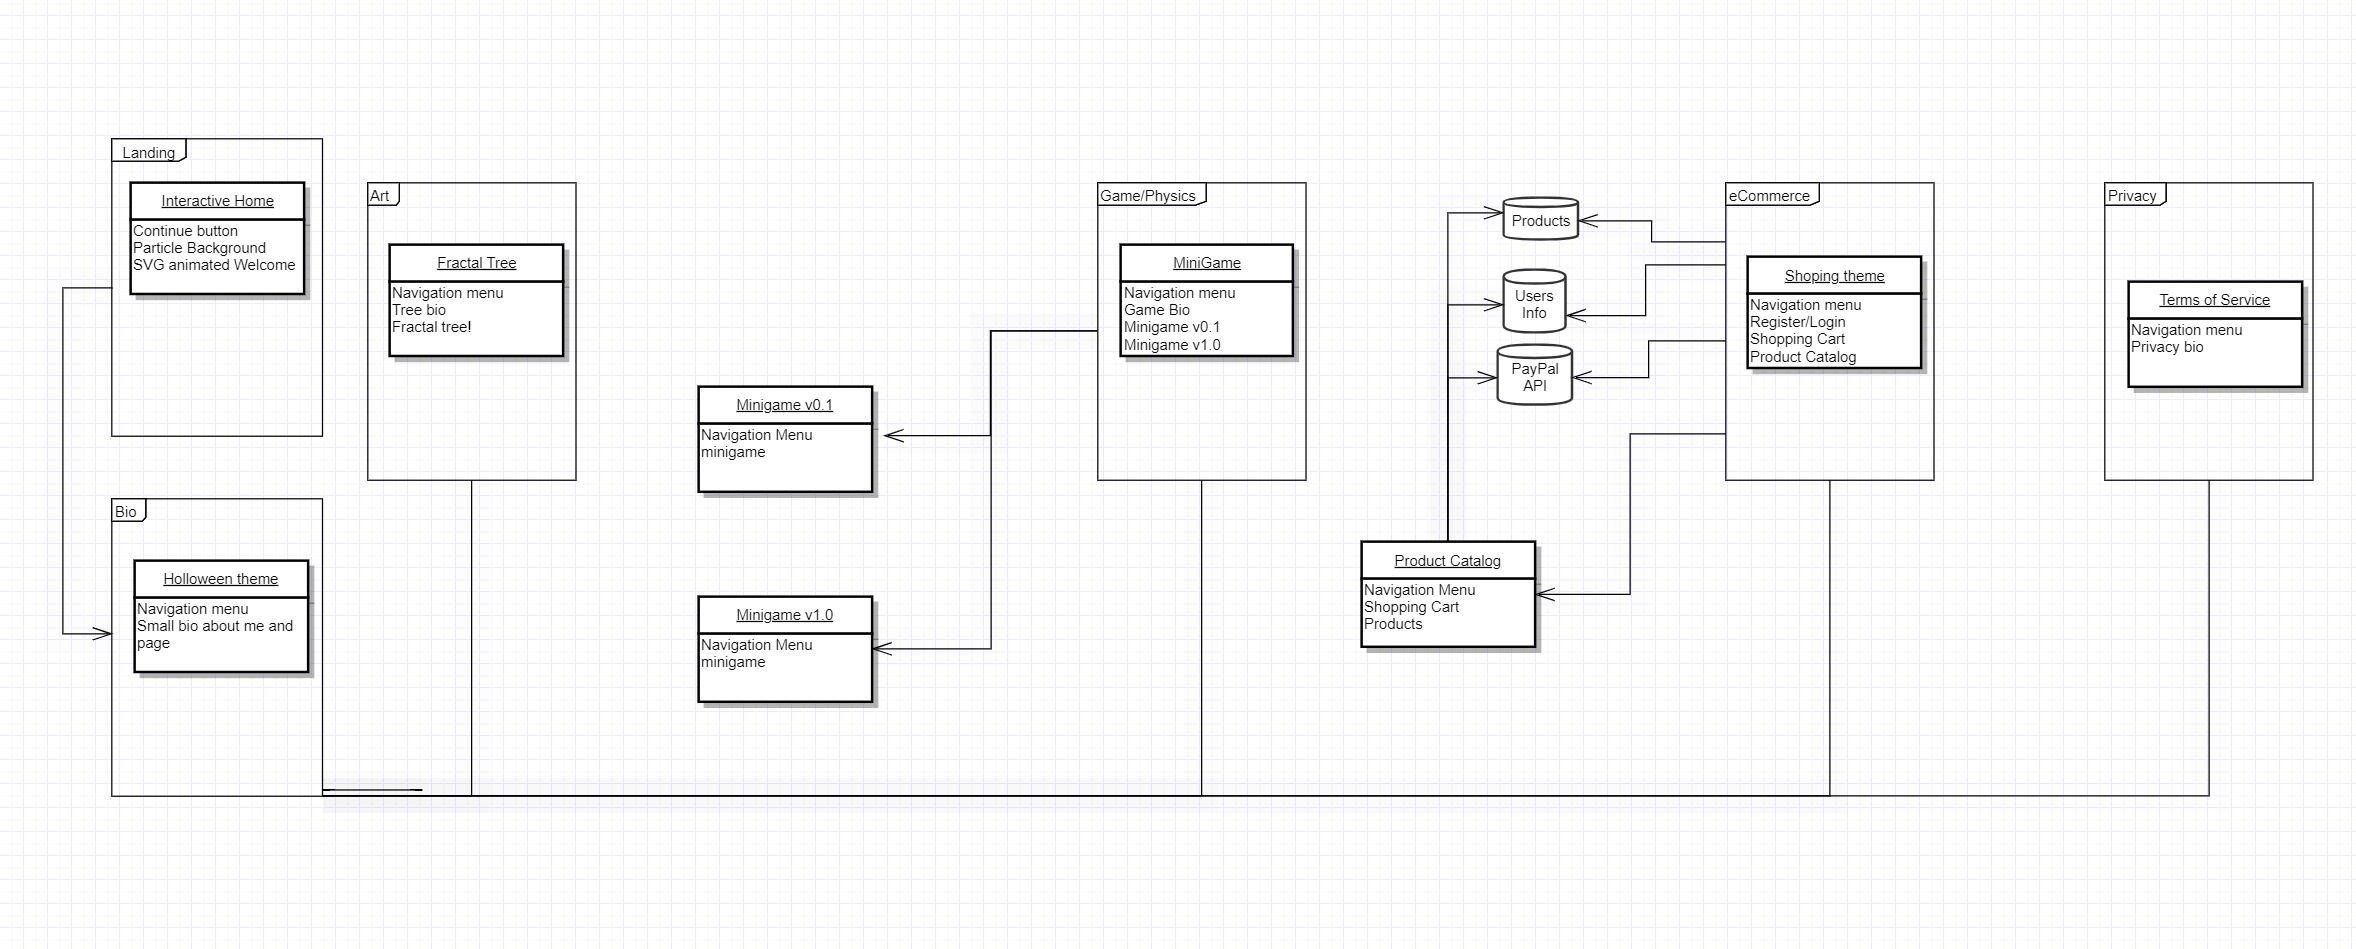 Landing
Interactive Home
Continue button
Particle Background
SVG animated Welcome
Bio
Holloween theme
Navigation menu
Small bio about me and
page
Art
Fractal Tree
Navigation menu
Tree bio
Fractal tree!
Minigame v0.1
Navigation Menu
minigame
Minigame v1.0
Navigation Menu
minigame
Game/Physics
MiniGame
Navigation menu
Game Bio
Minigame v0.1
Minigame v1.0
Products
Users
Info
PayPal
API
Product Catalog
Navigation Menu
Shopping Cart
Products
eCommerce
Shoping theme
Navigation menu
Register/Login
Shopping Cart
Product Catalog
Privacy
Terms of Service
Navigation menu
Privacy bio